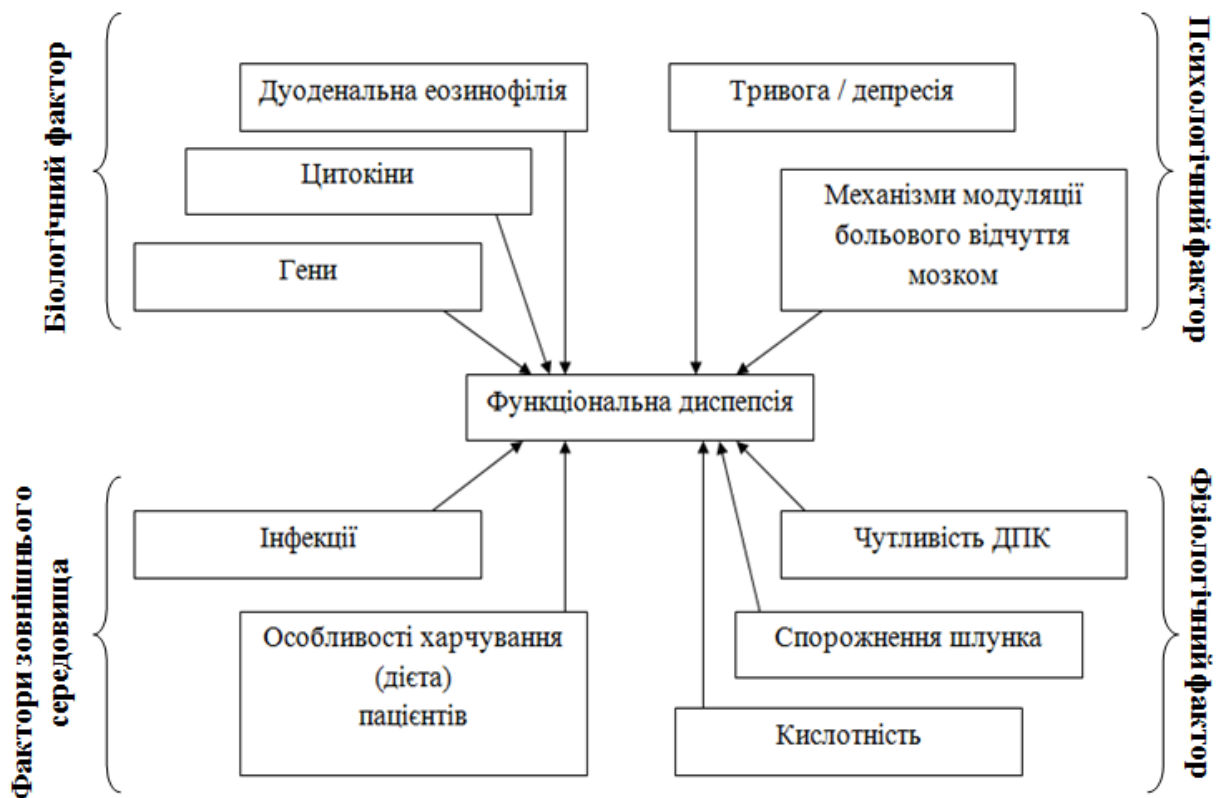 Біологічний фактор
Дуоденальна еозинофілія
Цитокіни
Гени
Тривога / депресія
Механізми модуляції
больового відчуття
мозком
Психологічний фактор
Функціональна диспепсія
Фактори зовнішнього
середовища
Інфекції
Особливості харчування
(дієта)
пацієнтів
Чутливість ДПК
Спорожнення шлунка
Кислотність
Фізіологічний фактор